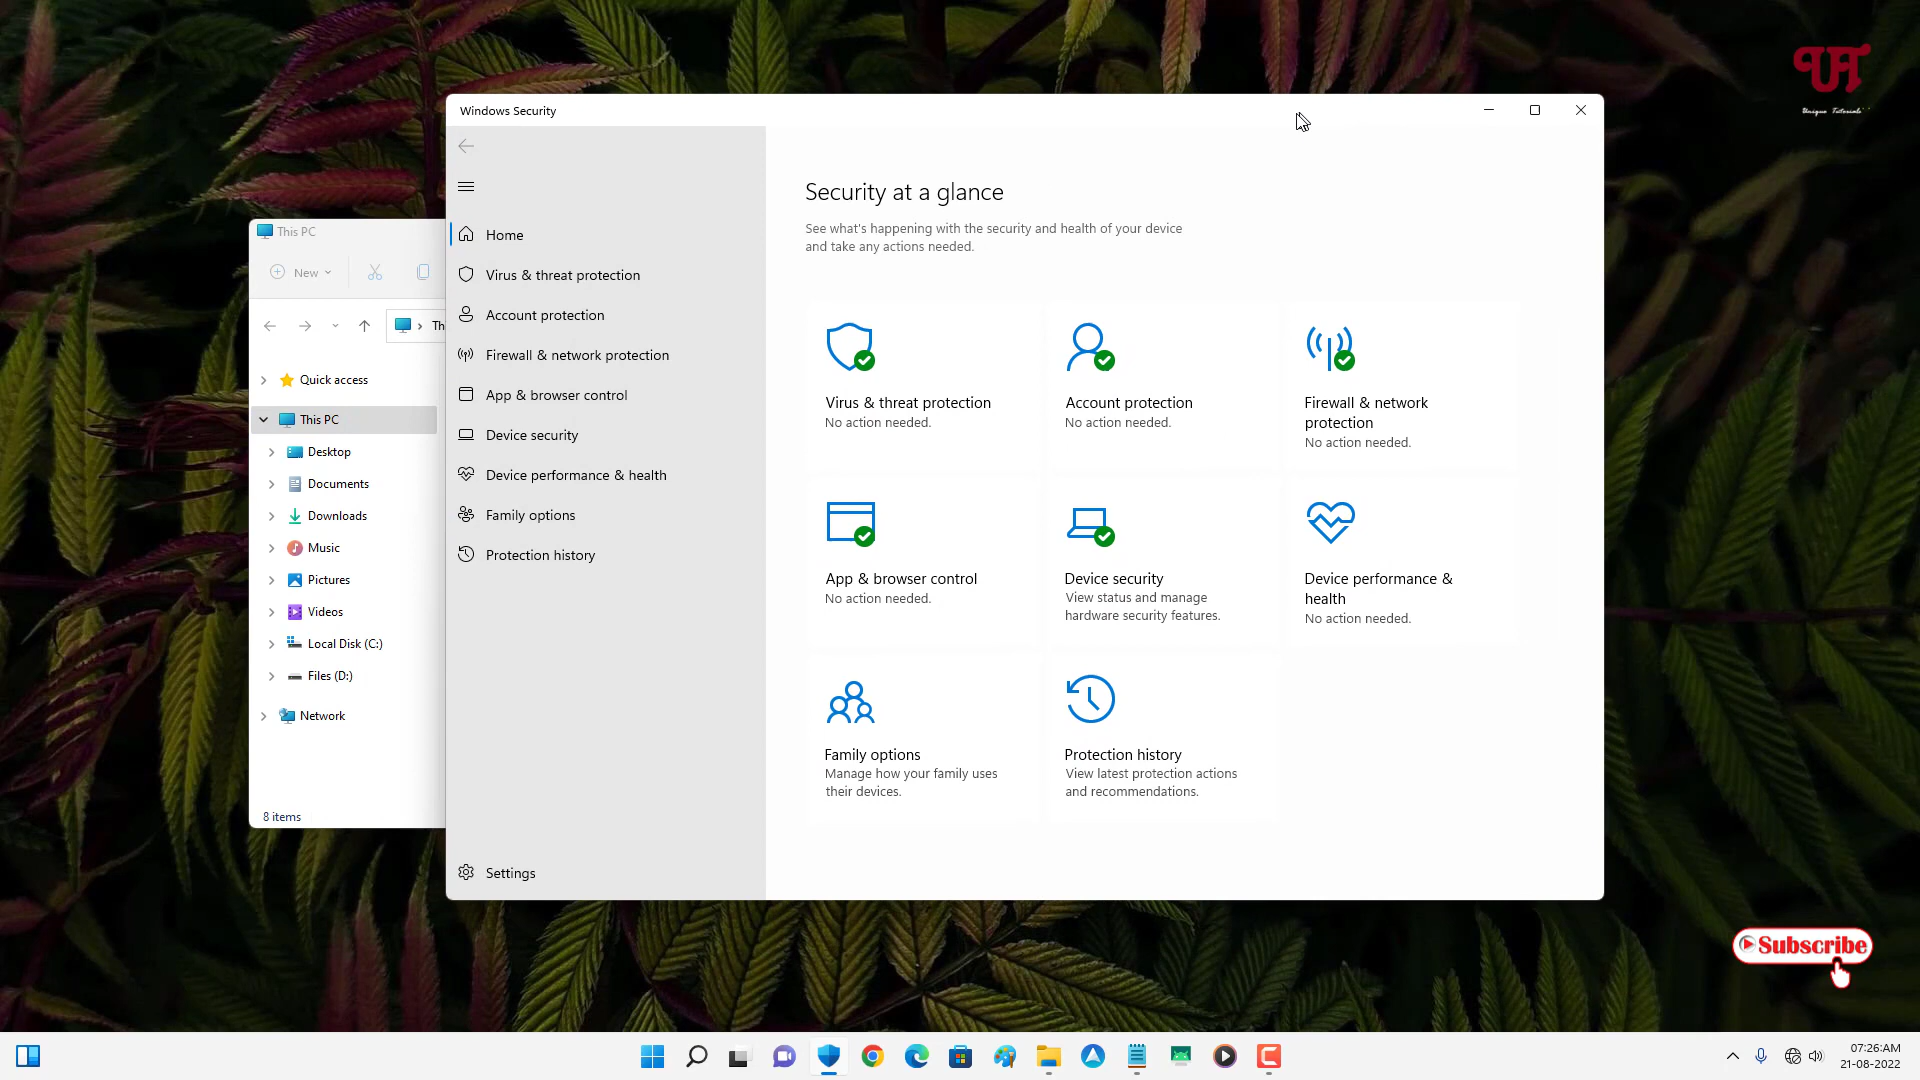 Windows Security
Home
Virus & threat protection
Account protection
Firewall & network protection
App & browser control
Device security
Device performance & health
Family options
Protection history
Settings
Security at a glance
See what's happening with the security and health of your device
and take any actions needed.
Virus & threat protection
No action needed.
Account protection
No action needed.
Firewall & network
protection
No action needed.
App & browser control
No action needed.
Device security
View status and manage
hardware security features.
Device performance &
health
No action needed.
Family options
Manage how your family uses
their devices.
Protection history
View latest protection actions
and recommendations.
This PC
New
Th
Quick access
This PC
Desktop
Documents
Downloads
Music
Pictures
Videos
Local Disk (C:)
Files (D:)
Network
8 items
UT
Unique Tutorials
Subscribe
07:26:AM
21-08-2022